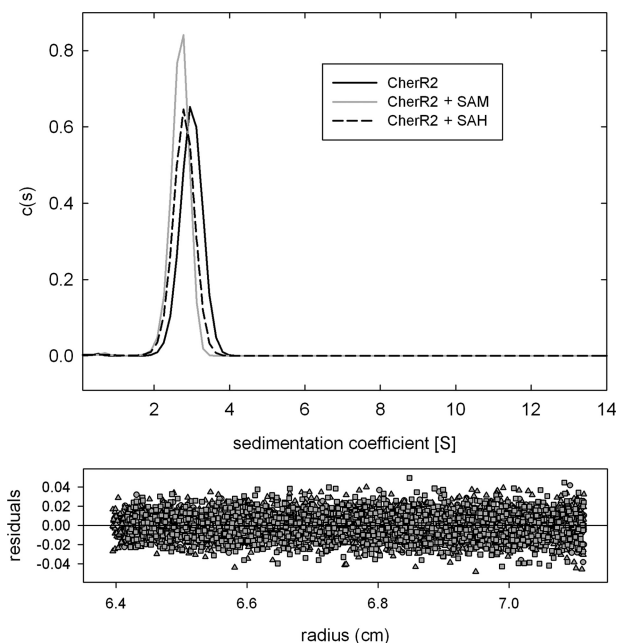 0.8
0.6
0.4
0.2
0.0
c(s)
CherR2
CherR2 + SAM
CherR2 + SAH
2 4 6 8 10 12 14
sedimentation coefficient [S]
0.04
0.02
0.00
-0.02
-0.04
residuals
6.4 6.6 6.8 7.0
radius (cm)